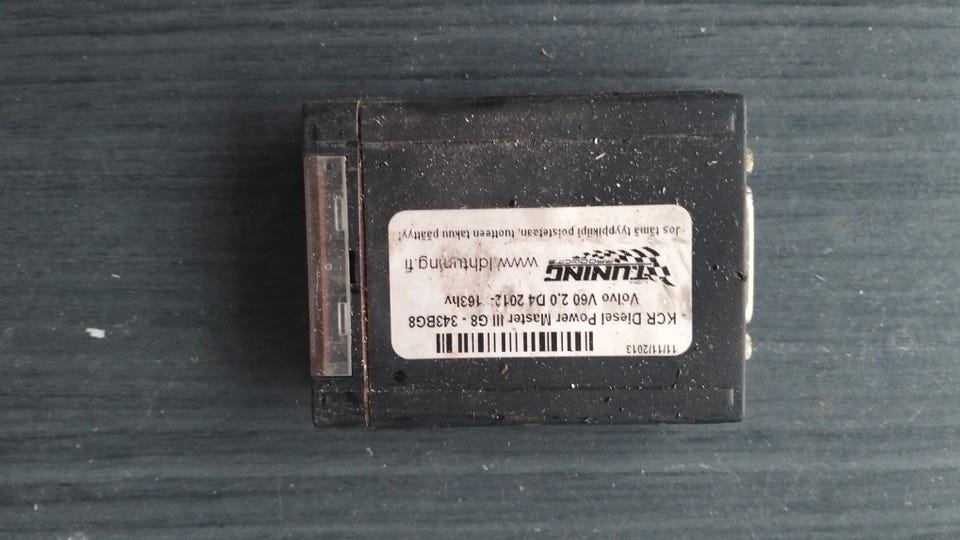 11/11/2013
KCR Diesel Power Master III G8 - 343BG8
Volvo V60 2,0 D4 2012- 163hv
TUNING
PRODUCTS
www.ldhtuning.fi
Jos tämä tyyppikilpi poistetaan, tuotteen takuu päättyy!